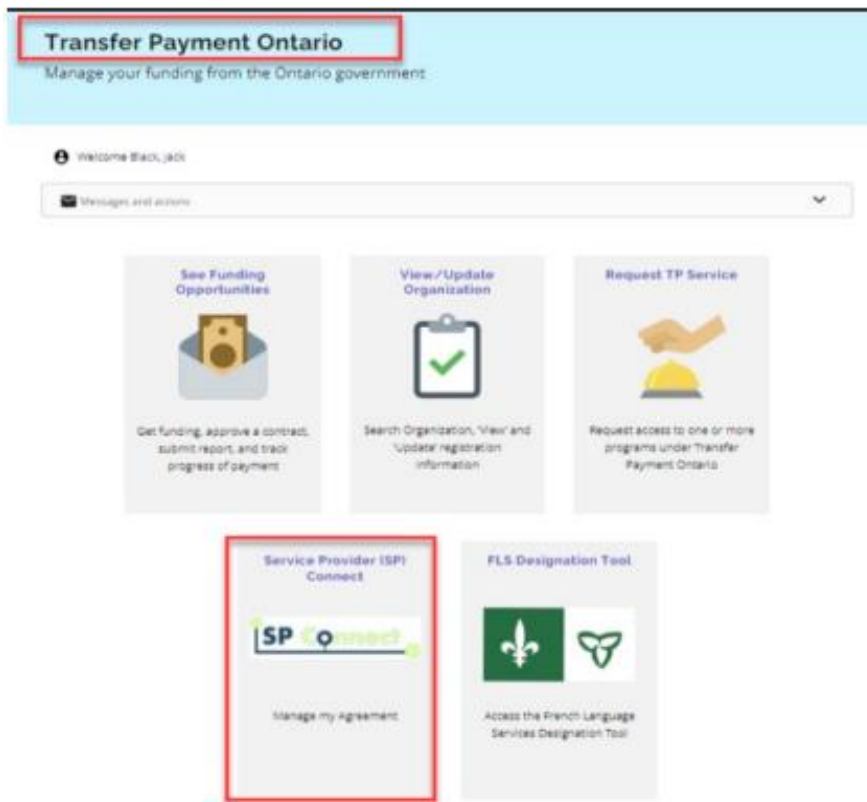 Transfer Payment Ontario
Manage your funding from the Ontario government
Welcome Black, Jack
Messages and actions
See Funding
Opportunities
Get funding, approve a contract,
submit report, and track
progress of payment
View/Update
Organization
Search Organization, 'View' and
'Update' registration
information
Request TP Service
Request access to one or more
programs under Transfer
Payment Ontario
Service Provider (SP)
Connect
SP Connect
Manage my Agreement
FLS Designation Tool
Access the French Language
Services Designation Tool